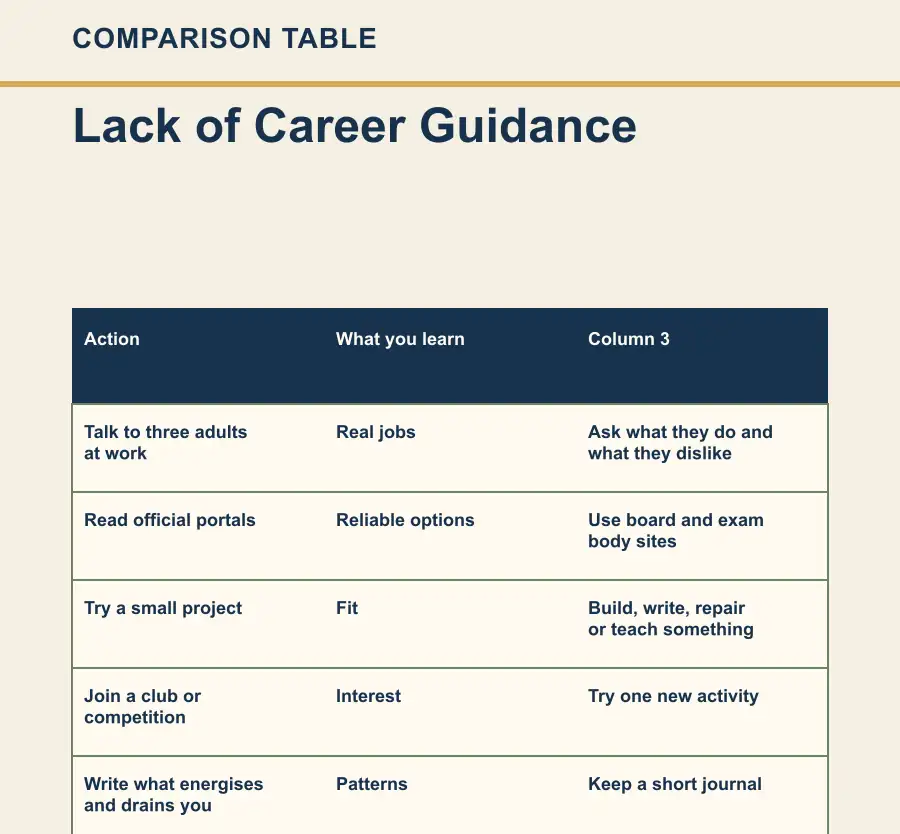 COMPARISON TABLE
Lack of Career Guidance
Action
What you learn
Column 3
Talk to three adults
at work
Real jobs
Ask what they do and
what they dislike
Read official portals
Reliable options
Use board and exam
body sites
Try a small project
Fit
Build, write, repair
or teach something
Join a club or
competition
Interest
Try one new activity
Write what energises
and drains you
Patterns
Keep a short journal